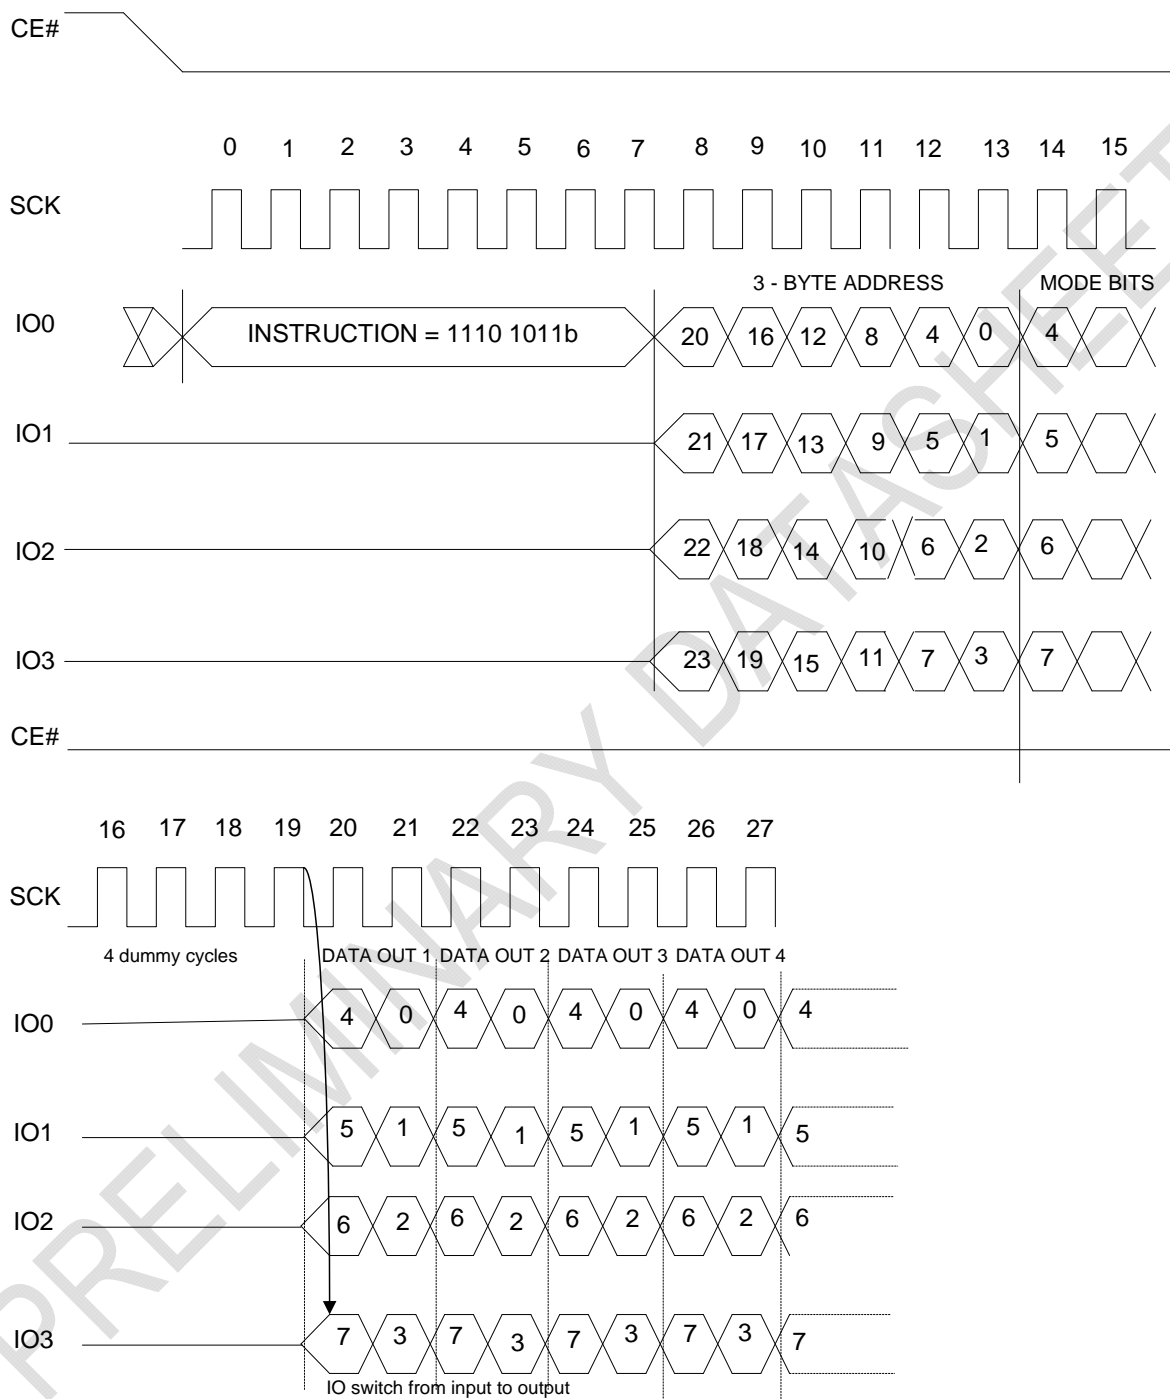 CE#
0 1 2 3 4 5 6 7 8 9 10 11 12 13 14 15
SCK
3 - BYTE ADDRESS MODE BITS
IO0 INSTRUCTION = 1110 1011b 20 16 12 8 4 0 4
IO1 21 17 13 9 5 1 5
IO2 22 18 14 10 6 2 6
IO3 23 19 15 11 7 3 7
CE#
16 17 18 19 20 21 22 23 24 25 26 27
SCK
4 dummy cycles DATA OUT 1 DATA OUT 2 DATA OUT 3 DATA OUT 4
IO0 4 0 4 0 4 0 4 0 4
IO1 5 1 5 1 5 1 5 1 5
IO2 6 2 6 2 6 2 6 2 6
IO3 7 3 7 3 7 3 7 3 7
IO switch from input to output
PRELIMINARY DATASHEET